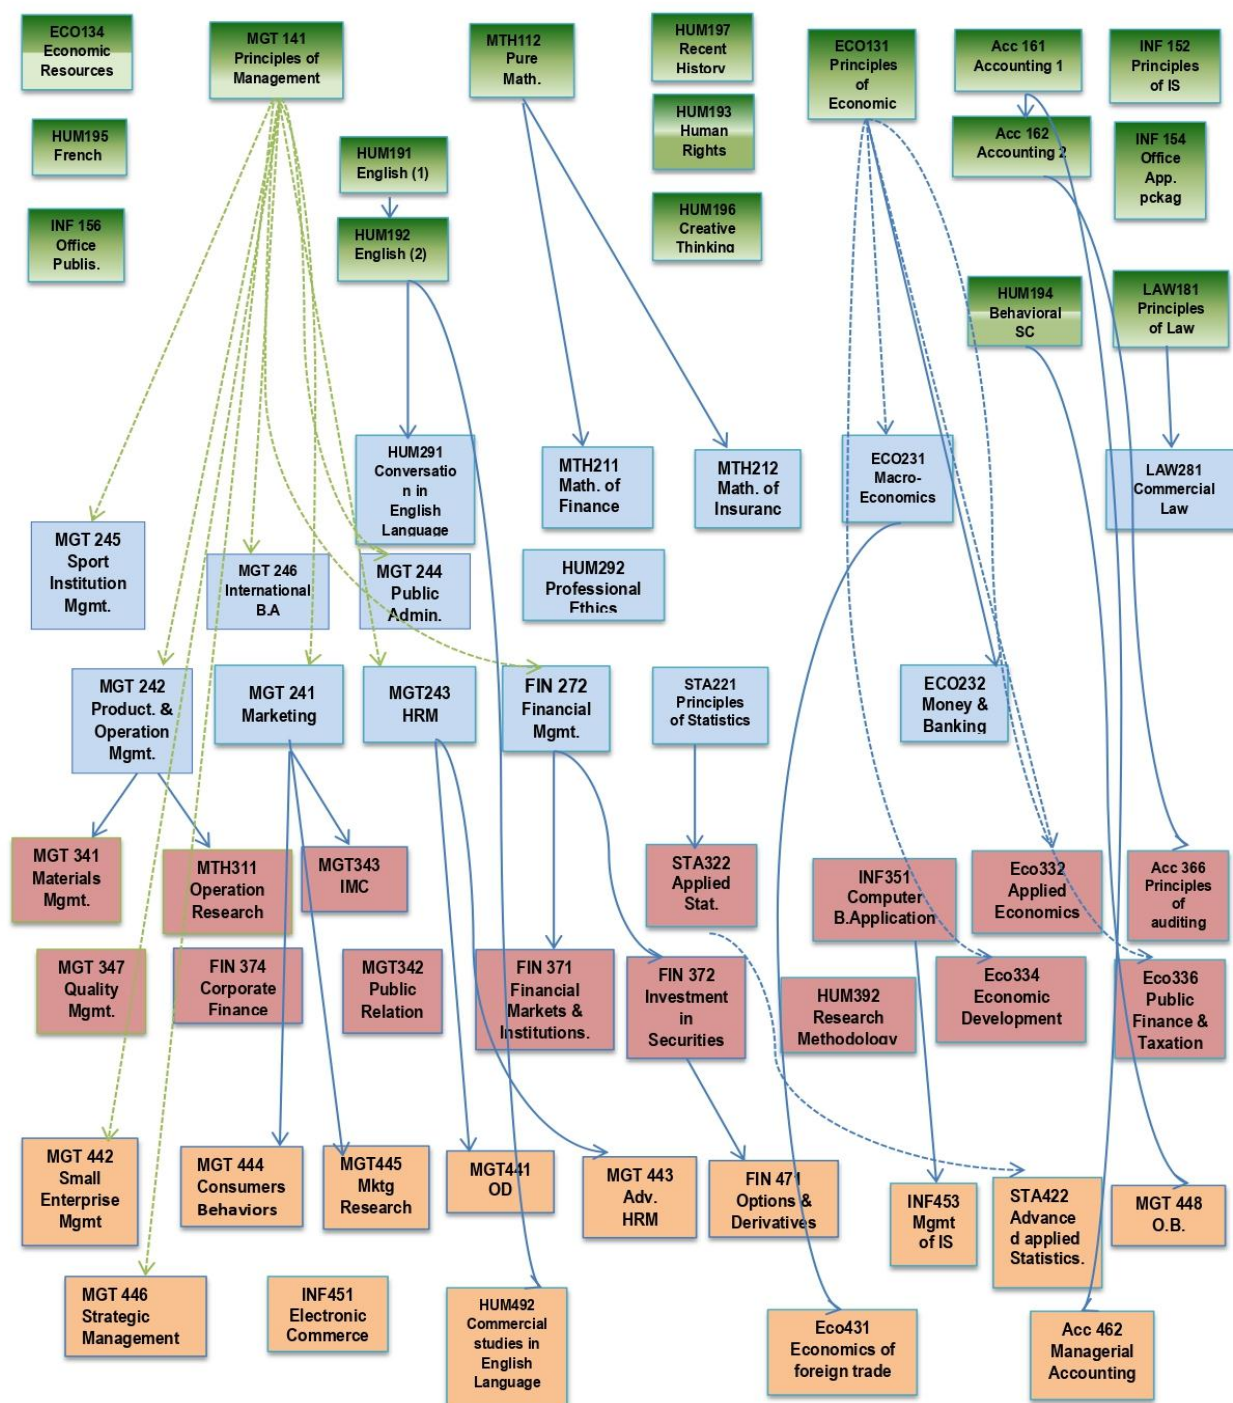 ECO134
Economic
Resources
MGT 141
Principles of
Management
MTH112
Pure
Math.
HUM197
Recent
History
ECO131
Principles
of
Economic
Acc 161
Accounting 1
INF 152
Principles
of IS
HUM195
French
HUM191
English (1)
HUM193
Human
Rights
Acc 162
Accounting 2
INF 154
Office
App.
pckag
INF 156
Office
Publis.
HUM192
English (2)
HUM196
Creative
Thinking
HUM194
Behavioral
SC
LAW181
Principles
of Law
HUM291
Conversatio
n in
English
Language
MTH211
Math. of
Finance
MTH212
Math. of
Insuranc
ECO231
Macro-
Economics
LAW281
Commercial
Law
MGT 245
Sport
Institution
Mgmt.
MGT 246
International
B.A
MGT 244
Public
Admin.
HUM292
Professional
Ethics
MGT 242
Product. &
Operation
Mgmt.
MGT 241
Marketing
MGT243
HRM
FIN 272
Financial
Mgmt.
STA221
Principles
of Statistics
ECO232
Money &
Banking
MGT 341
Materials
Mgmt.
MTH311
Operation
Research
MGT343
IMC
STA322
Applied
Stat.
INF351
Computer
B.Application
Eco332
Applied
Economics
Acc 366
Principles
of
auditing
MGT 347
Quality
Mgmt.
FIN 374
Corporate
Finance
MGT342
Public
Relation
FIN 371
Financial
Markets &
Institutions.
FIN 372
Investment
in
Securities
HUM392
Research
Methodology
Eco334
Economic
Development
Eco336
Public
Finance &
Taxation
MGT 442
Small
Enterprise
Mgmt
MGT 444
Consumers
Behaviors
MGT445
Mktg
Research
MGT441
OD
MGT 443
Adv.
HRM
FIN 471
Options &
Derivatives
INF453
Mgmt
of IS
STA422
Advance
d applied
Statistics.
MGT 448
O.B.
MGT 446
Strategic
Management
INF451
Electronic
Commerce
HUM492
Commercial
studies in
English
Language
Eco431
Economics of
foreign trade
Acc 462
Managerial
Accounting